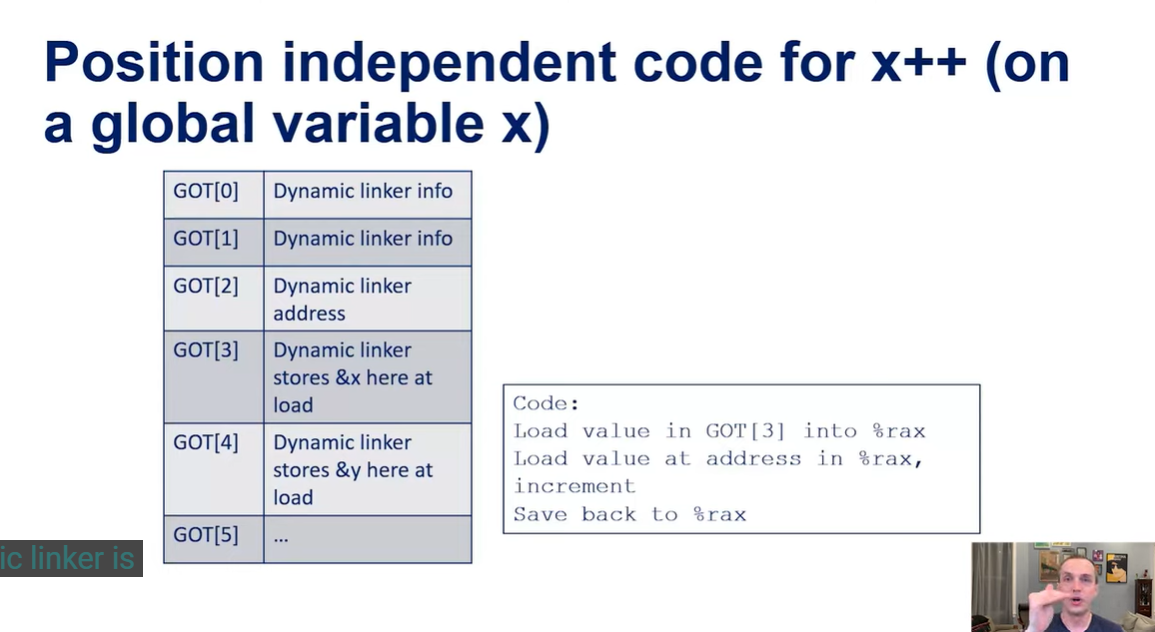 Position independent code for x++ (on
a global variable x)
GOT[0] Dynamic linker info
GOT[1] Dynamic linker info
GOT[2] Dynamic linker
address
GOT[3] Dynamic linker
stores &x here at
load
GOT[4] Dynamic linker
stores &y here at
load
GOT[5] ...
Code:
Load value in GOT[3] into %rax
Load value at address in %rax,
increment
Save back to %rax
ic linker is